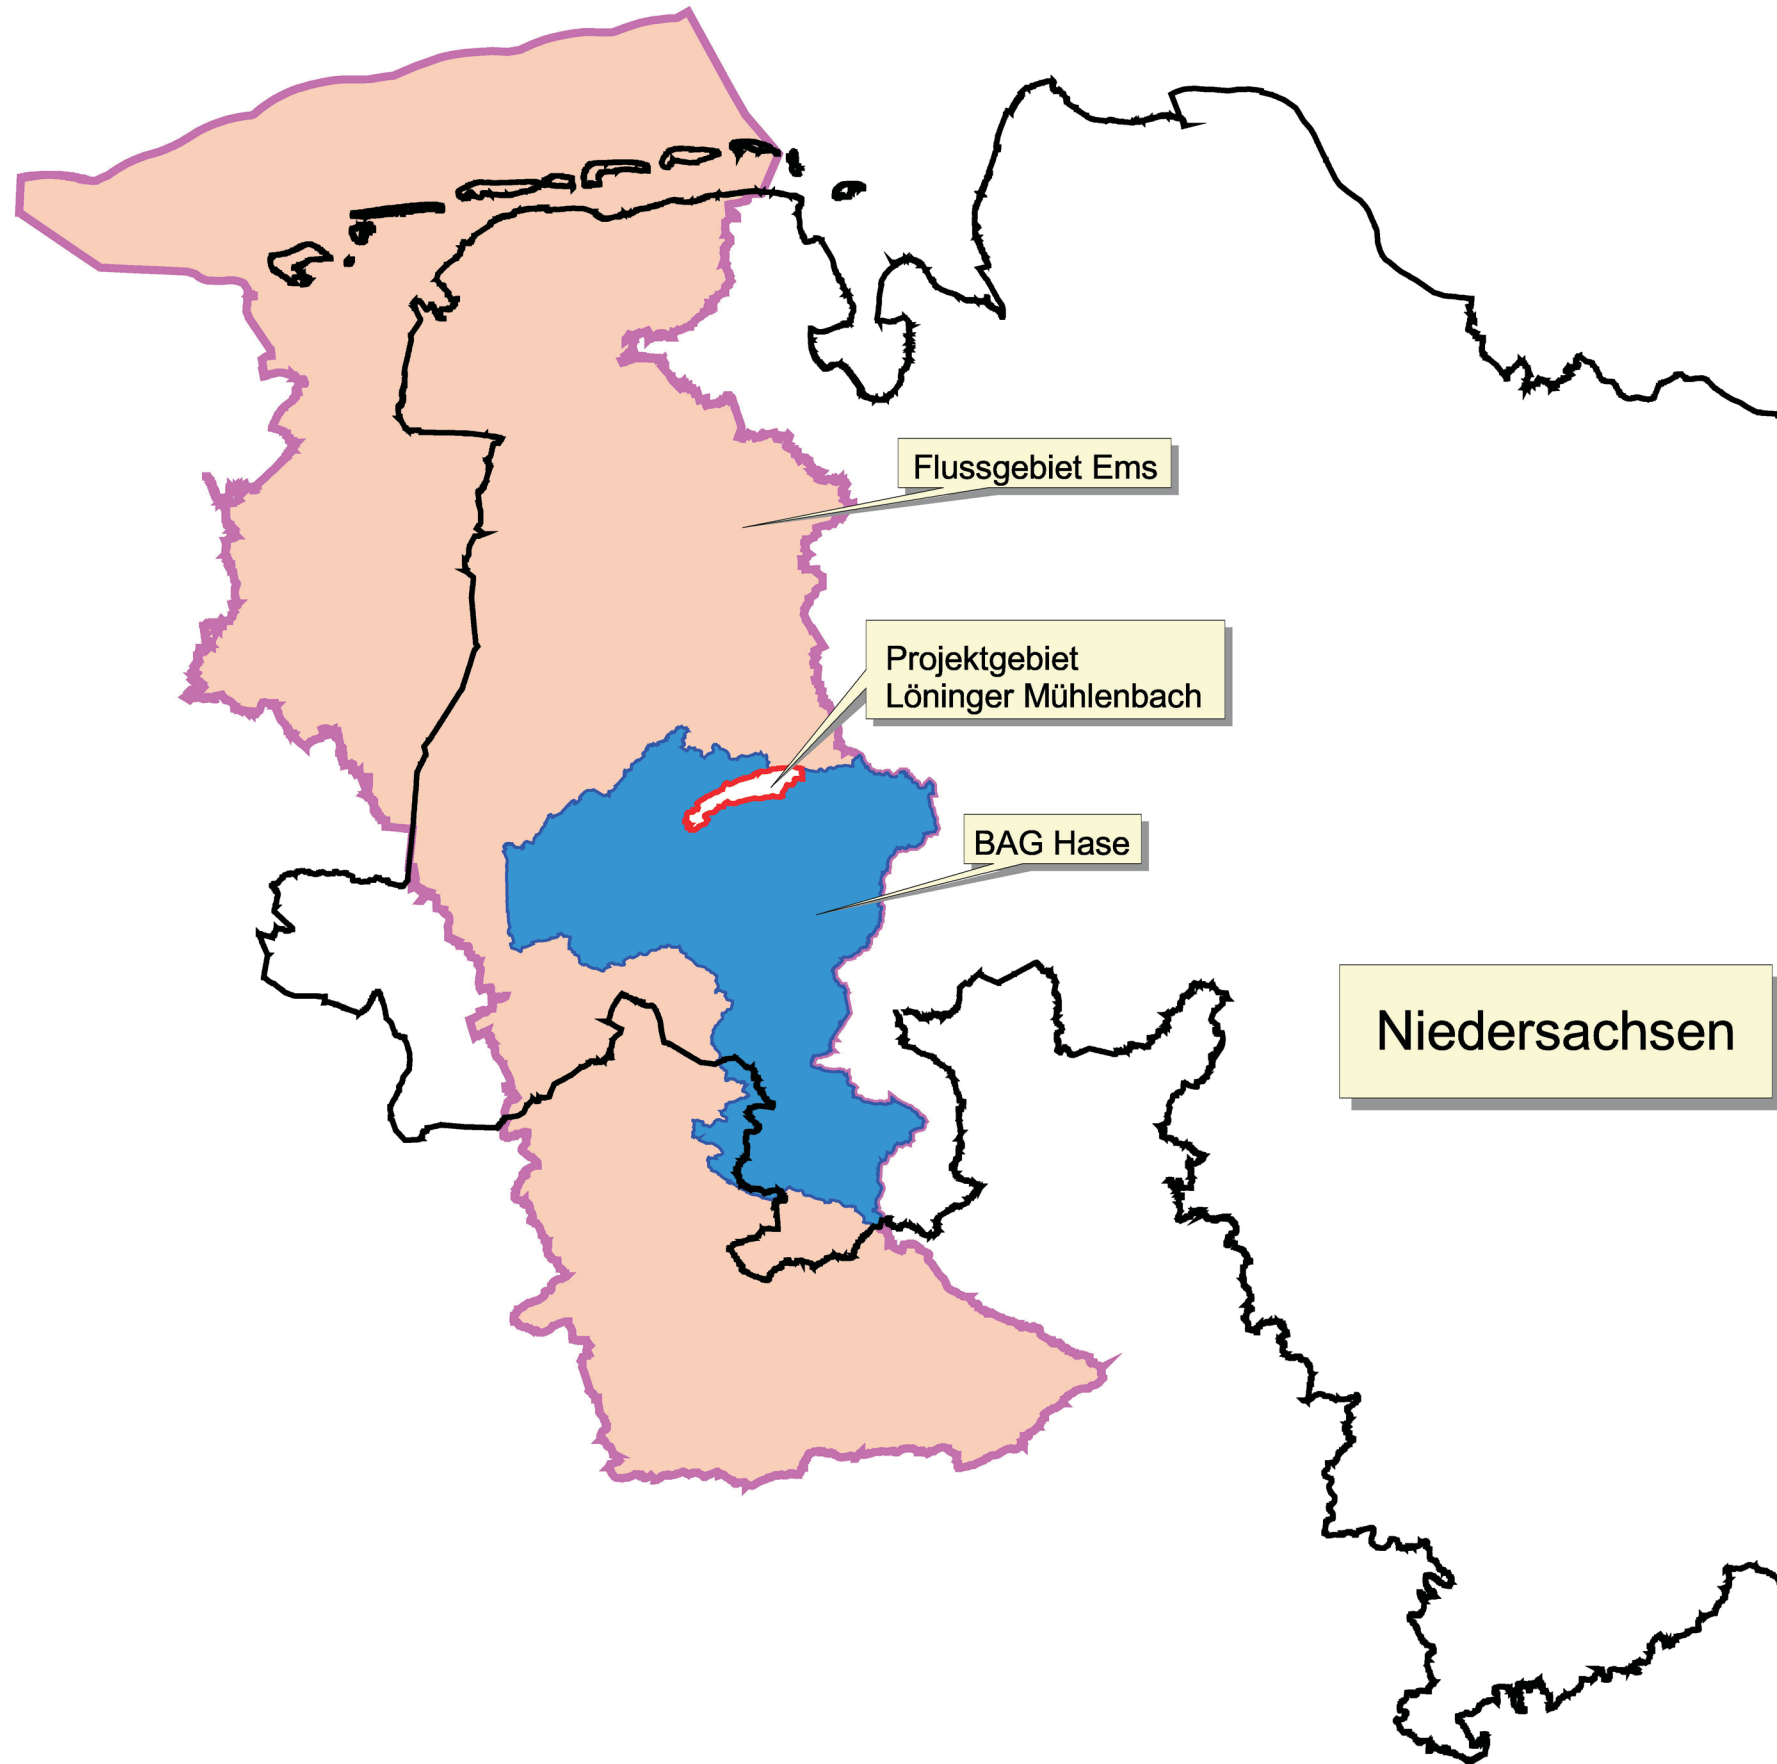 Flussgebiet Ems
Projektgebiet
Löninger Mühlenbach
BAG Hase
Niedersachsen